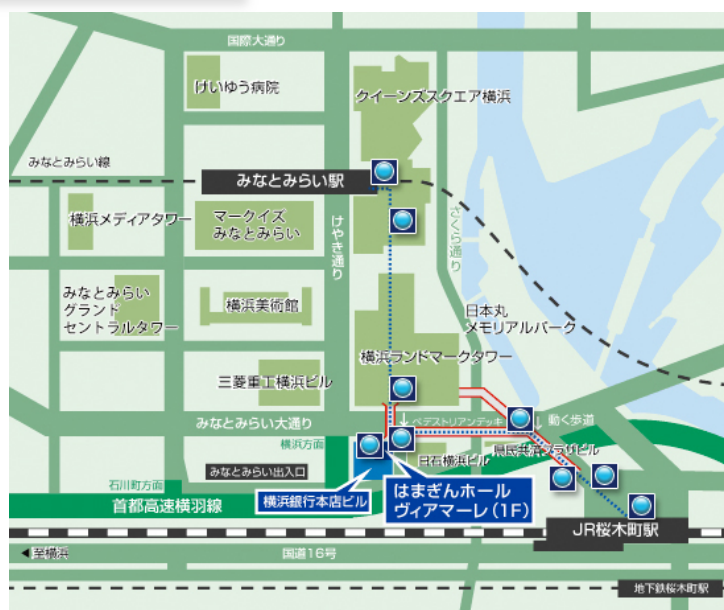 国際大通り
けいゆう病院
クイーンズスクエア横浜
みなとみらい線
みなとみらい駅
横浜メディアタワー
マークイズ
みなとみらい
けやき通り
さくら通り
みなとみらい
グランド
セントラルタワー
横浜美術館
日本丸
メモリアルパーク
横浜ランドマークタワー
三菱重工横浜ビル
みなとみらい大通り
ペデストリアンデッキ
動く歩道
横浜方面
日石横浜ビル
県民共済プラザビル
みなとみらい出入口
石川町方面
首都高速横羽線
横浜銀行本店ビル
はまぎんホール
ヴィアマーレ(1F)
JR桜木町駅
◀至横浜
国道16号
地下鉄桜木町駅